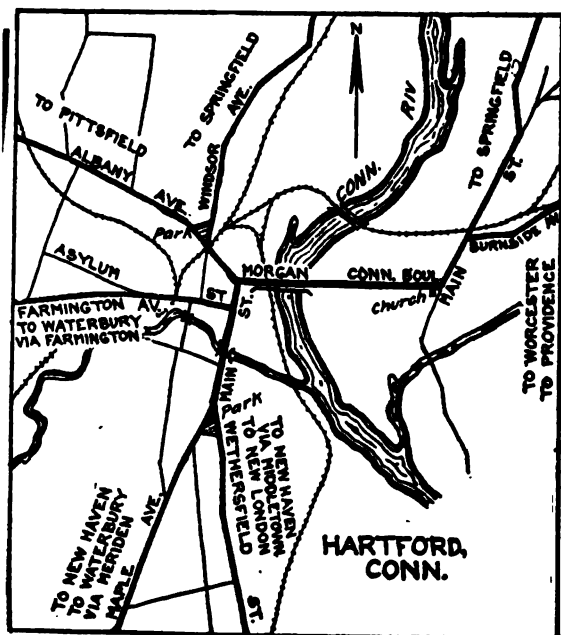 N
TO SPRINGFIELD
WINDSOR AVE.
CONN. RIV
TO SPRINGFIELD
MAIN ST.
TO PITTSFIELD
ALBANY AVE.
Park
BURNSIDE
ASYLUM ST
MORGAN ST.
CONN. BOUL
church
FARMINGTON AV.
TO WATERBURY
VIA FARMINGTON
TO WORCESTER
TO PROVIDENCE
MAIN
Park
TO NEW HAVEN
VIA MIDDLETOWN
TO NEW LONDON
WETHERSFIELD ST.
TO NEW HAVEN
TO WATERBURY
VIA MERIDEN
MAPLE AVE.
HARTFORD,
CONN.